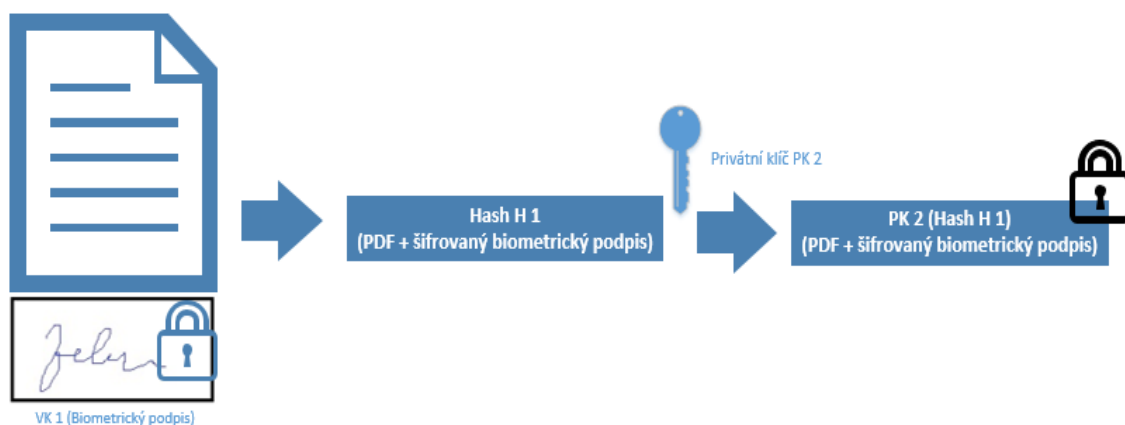 Privátní klíč PK 2
Hash H 1
(PDF + šifrovaný biometrický podpis)
PK 2 (Hash H 1)
(PDF + šifrovaný biometrický podpis)
VK 1 (Biometrický podpis)